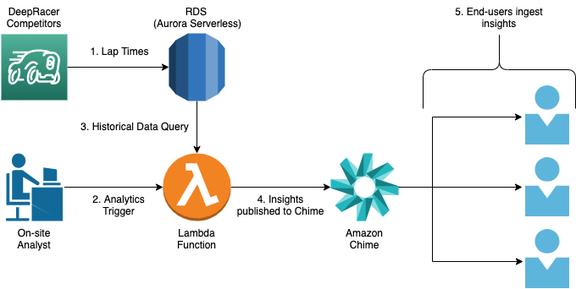 DeepRacer
Competitors
RDS
(Aurora Serverless)
5. End-users ingest
insights
1. Lap Times
3. Historical Data Query
2. Analytics
Trigger
4. Insights
published to Chime
On-site
Analyst
Lambda
Function
Amazon
Chime